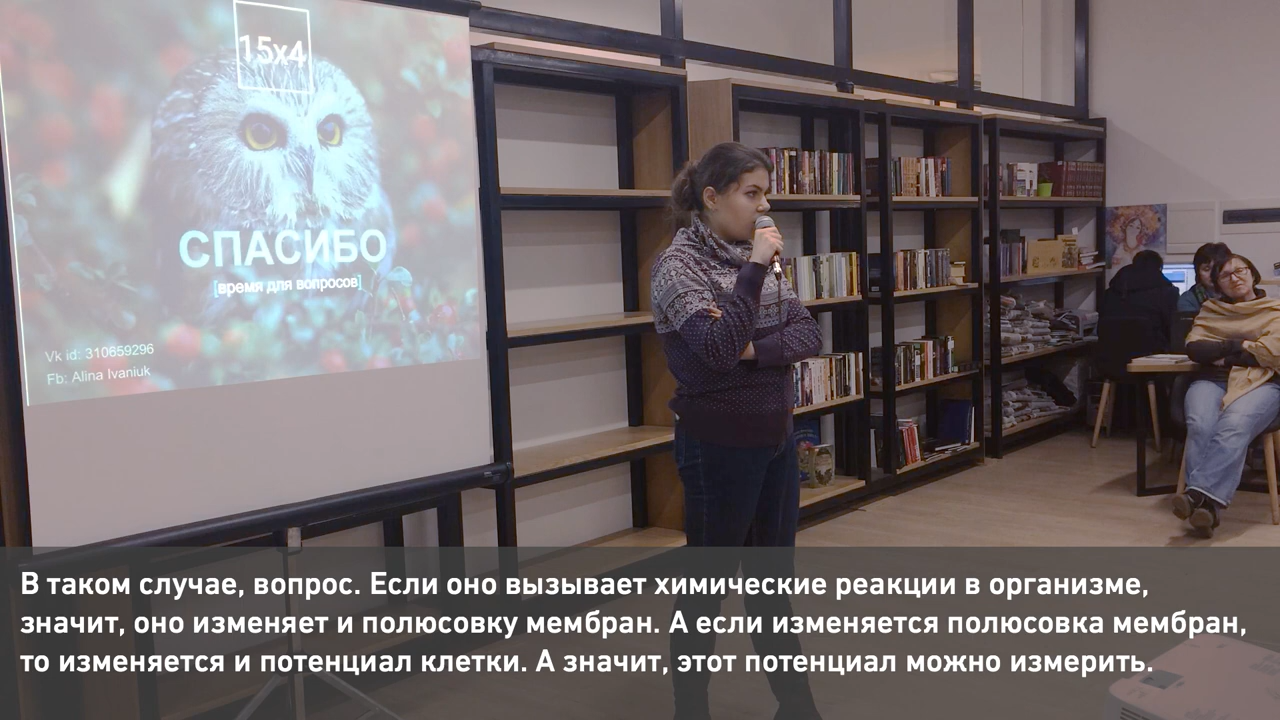 15x4
СПАСИБО
[время для вопросов]
Vk id: 310659296
Fb: Alina Ivaniuk
В таком случае, вопрос. Если оно вызывает химические реакции в организме,
значит, оно изменяет и полюсовку мембран. А если изменяется полюсовка мембран,
то изменяется и потенциал клетки. А значит, этот потенциал можно измерить.